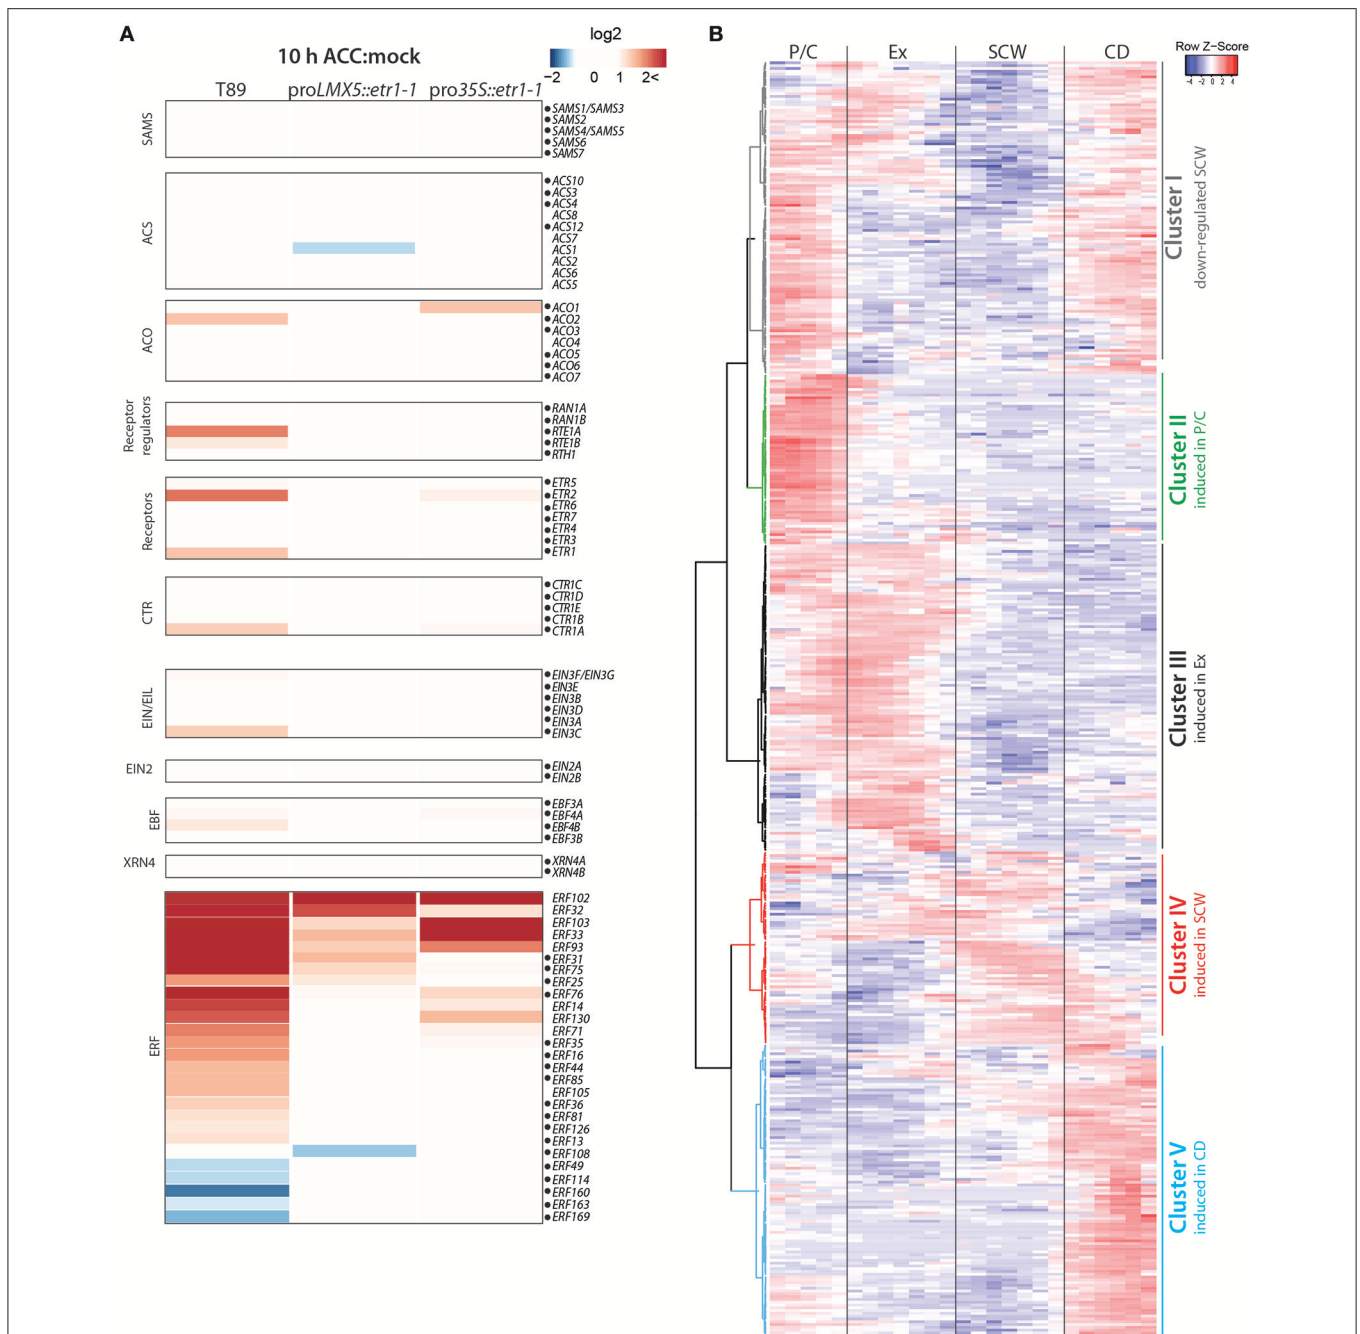 A
10 h ACC:mock
log2
−2 0 1 2<
T89 proLMX5::etr1-1 pro35S::etr1-1
SAMS
SAMS1/SAMS3
SAMS2
SAMS4/SAMS5
SAMS6
SAMS7
ACS
ACS10
ACS3
ACS4
ACS8
ACS12
ACS7
ACS1
ACS2
ACS6
ACS5
ACO
ACO1
ACO2
ACO3
ACO4
ACO5
ACO6
ACO7
Receptor
regulators
RAN1A
RAN1B
RTE1A
RTE1B
RTH1
Receptors
ETR5
ETR2
ETR6
ETR7
ETR4
ETR3
ETR1
CTR
CTR1C
CTR1D
CTR1E
CTR1B
CTR1A
EIN/EIL
EIN3F/EIN3G
EIN3E
EIN3B
EIN3D
EIN3A
EIN3C
EIN2
EIN2A
EIN2B
EBF
EBF3A
EBF4A
EBF4B
EBF3B
XRN4
XRN4A
XRN4B
ERF
ERF102
ERF32
ERF103
ERF33
ERF93
ERF31
ERF75
ERF25
ERF76
ERF14
ERF130
ERF71
ERF35
ERF16
ERF44
ERF85
ERF105
ERF36
ERF81
ERF126
ERF13
ERF108
ERF49
ERF114
ERF160
ERF163
ERF169
B
P/C Ex SCW CD
Row Z−Score
−4 −2 0 2 4
Cluster I
down-regulated SCW
Cluster II
induced in P/C
Cluster III
induced in Ex
Cluster IV
induced in SCW
Cluster V
induced in CD